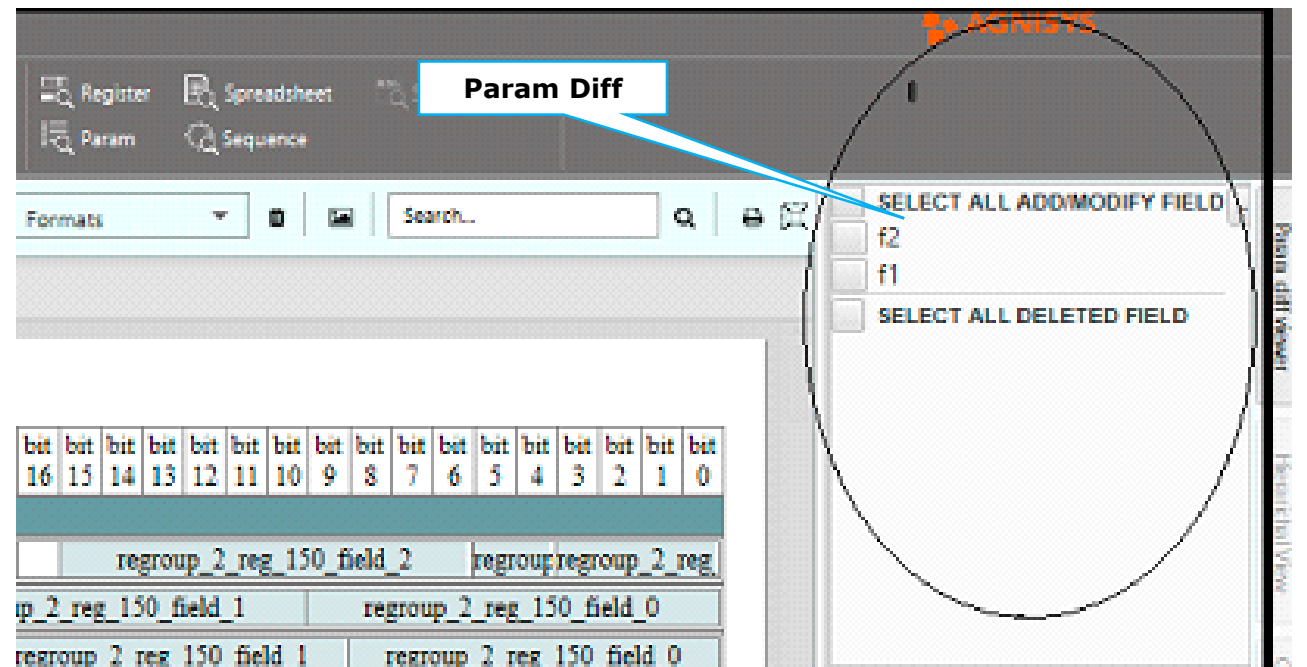 AGNISYS
Register
Spreadsheet
Param Diff
Param
Sequence
Formats
Search...
SELECT ALL ADD/MODIFY FIELD
f2
f1
SELECT ALL DELETED FIELD
Param diff viewer
bit bit bit bit bit bit bit bit bit bit bit bit bit bit bit bit bit
16 15 14 13 12 11 10 9 8 7 6 5 4 3 2 1 0
regroup_2_reg_150_field_2 regroup regroup_2_reg_
up_2_reg_150_field_1 regroup_2_reg_150_field_0
regroup_2_reg_150_field_1 regroup_2_reg_150_field_0